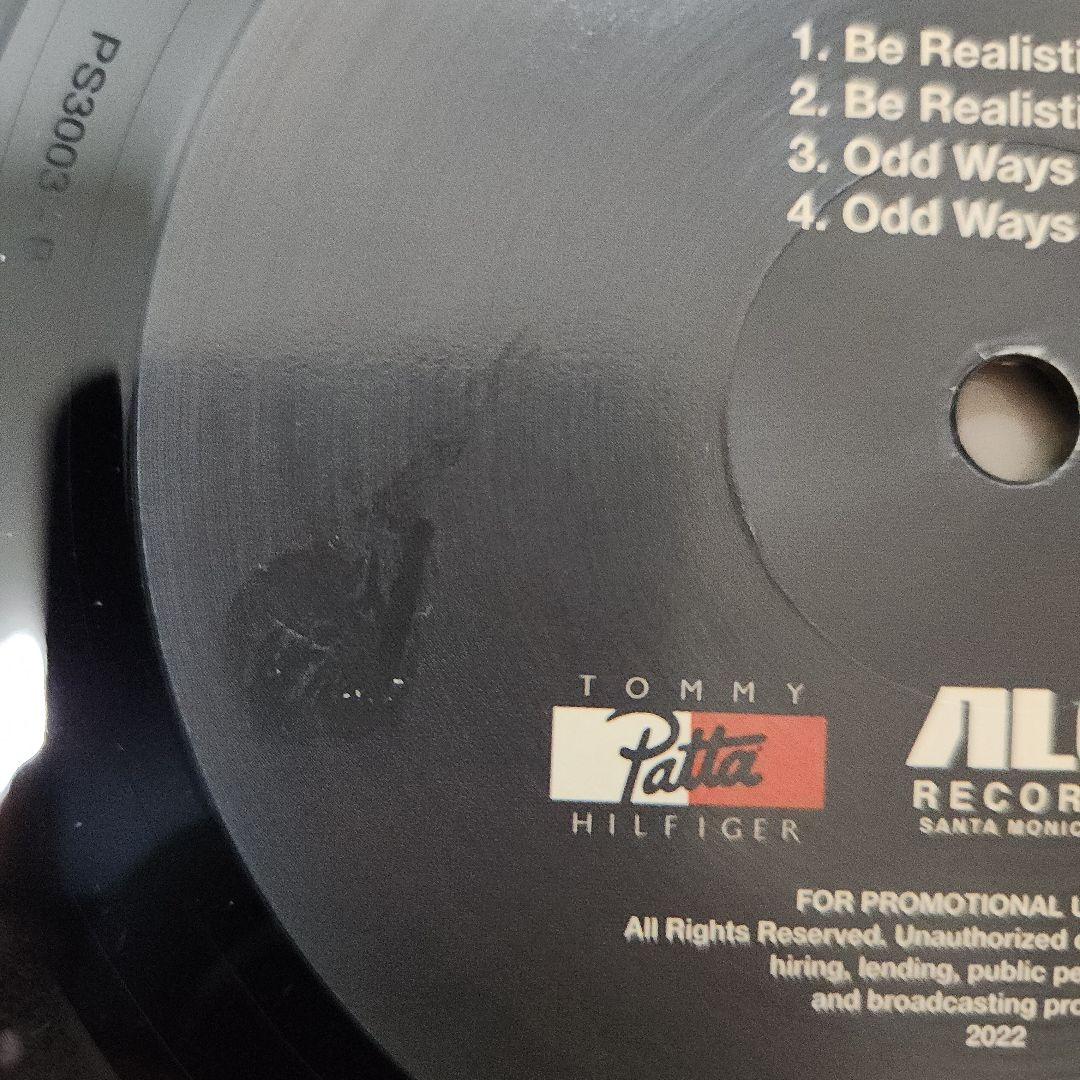 PS3003
1. Be Realisti
2. Be Realisti
3. Odd Ways
4. Odd Ways
TOMMY
Patta
HILFIGER
RECOR
SANTA MONIC
FOR PROMOTIONAL U
All Rights Reserved. Unauthorized
hiring, lending, public pe
and broadcasting pro
2022